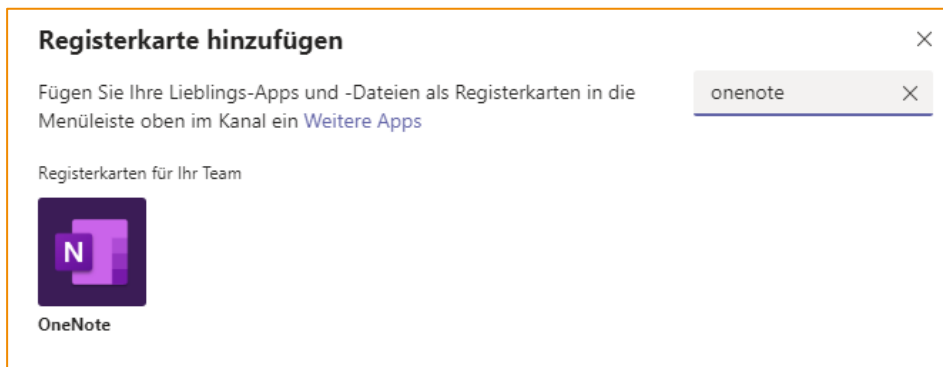 Registerkarte hinzufügen
Fügen Sie Ihre Lieblings-Apps und -Dateien als Registerkarten in die
Menüleiste oben im Kanal ein Weitere Apps
onenote
Registerkarten für Ihr Team
N
OneNote